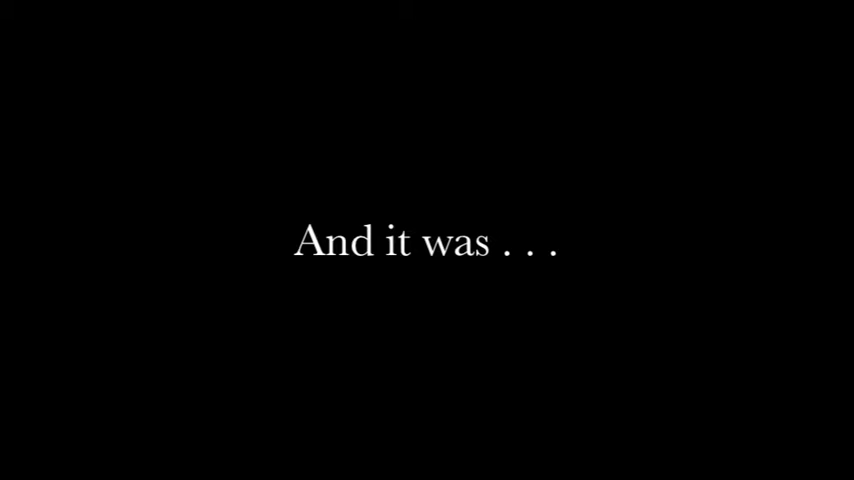 And it was . . .